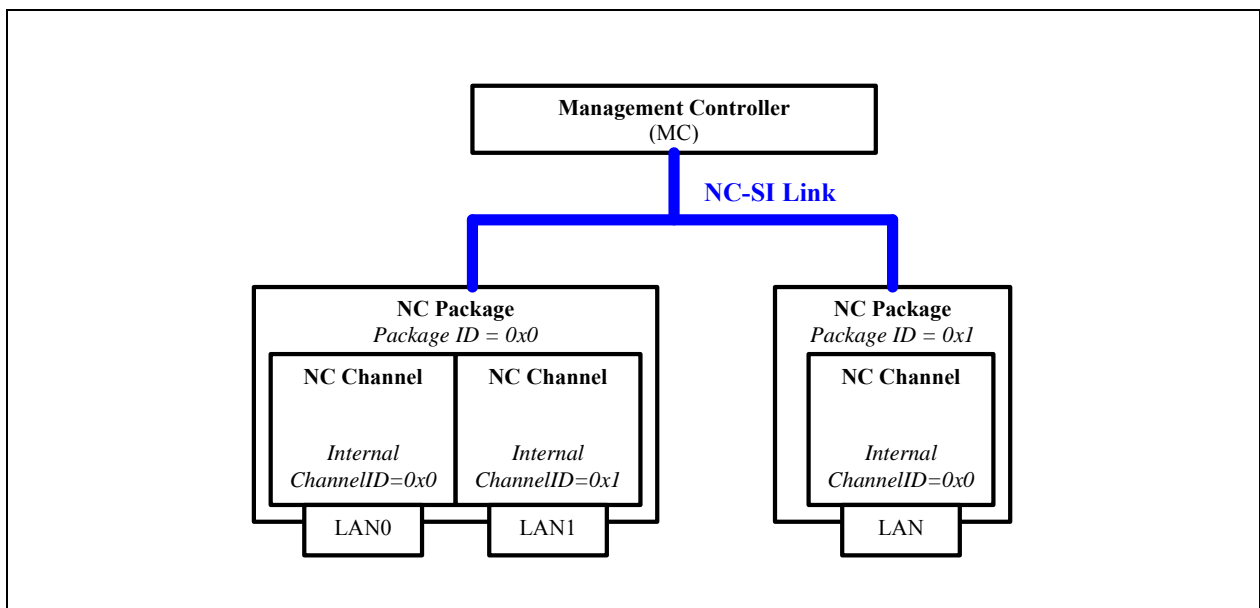 Management Controller
(MC)
NC-SI Link
NC Package
Package ID = 0x0
NC Channel
Internal
ChannelID=0x0
NC Channel
Internal
ChannelID=0x1
LAN0
LAN1
NC Package
Package ID = 0x1
NC Channel
Internal
ChannelID=0x0
LAN